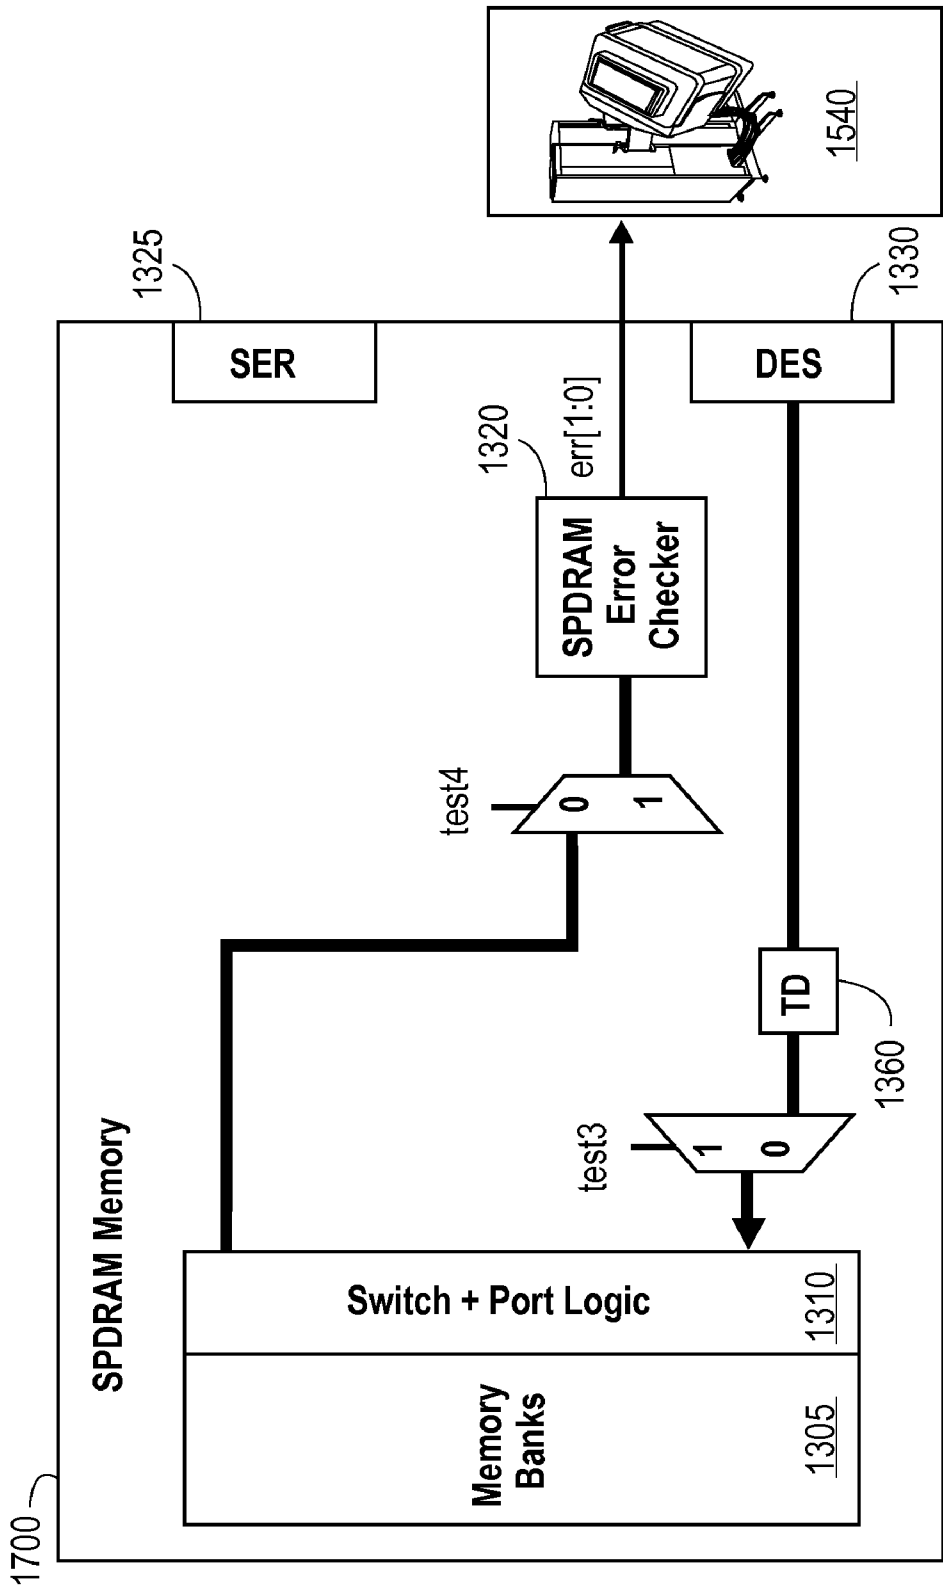 1700
SPDRAM Memory
Memory
Banks
1305
Switch + Port Logic
1310
test3
1
0
TD
1360
test4
0
1
SPDRAM
Error
Checker
1320
err[1:0]
SER
1325
DES
1330
1540